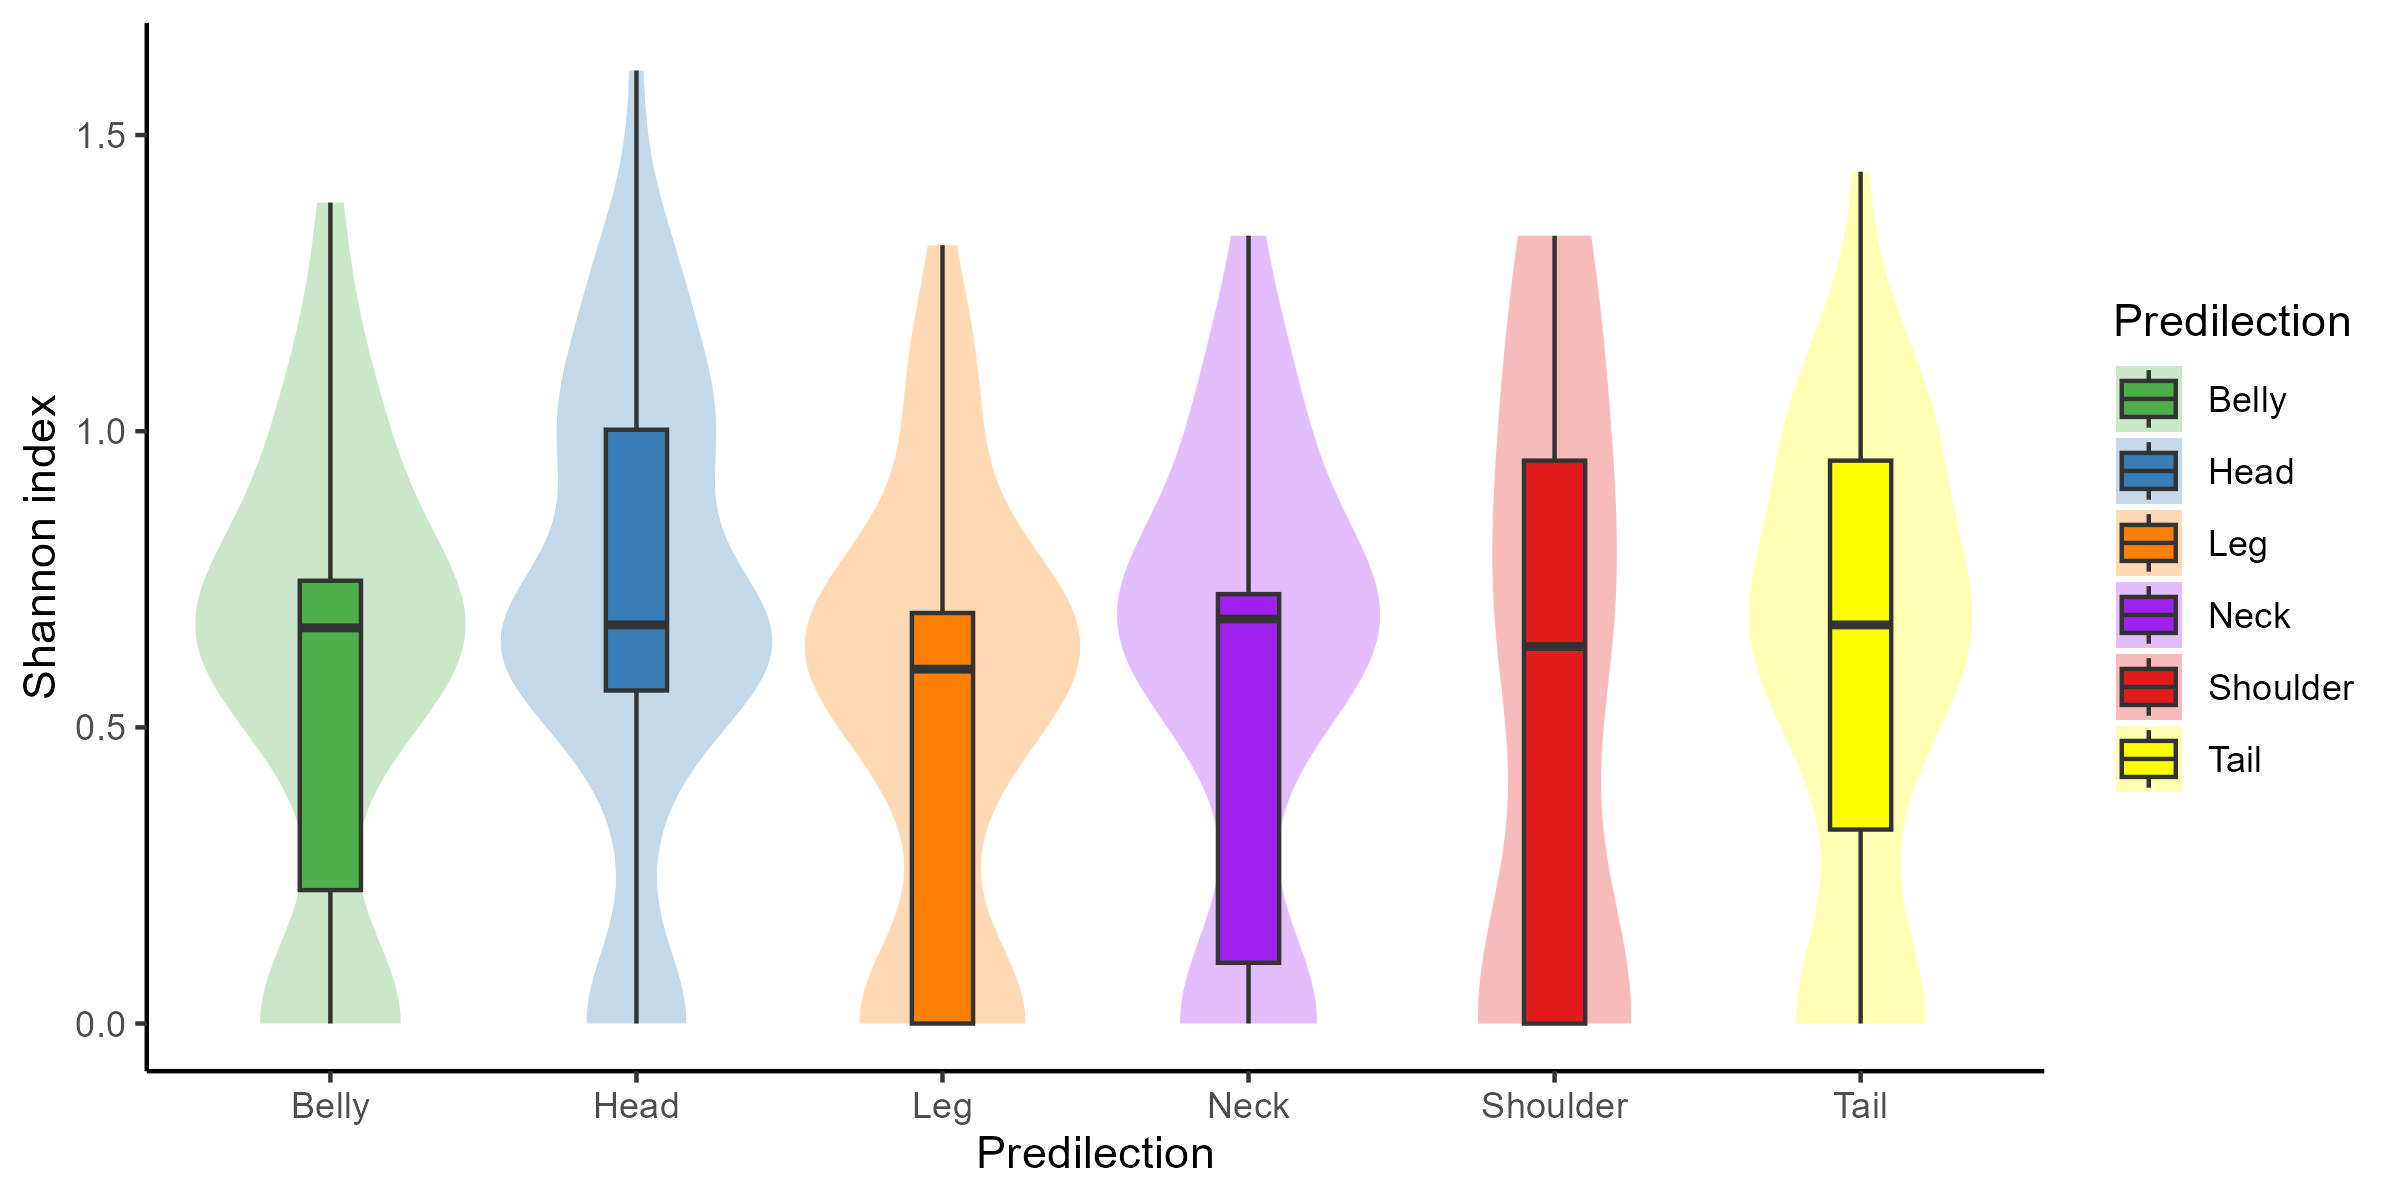 Shannon index
1.5
1.0
0.5
0.0
Belly Head Leg Neck Shoulder Tail
Predilection
Predilection
Belly
Head
Leg
Neck
Shoulder
Tail